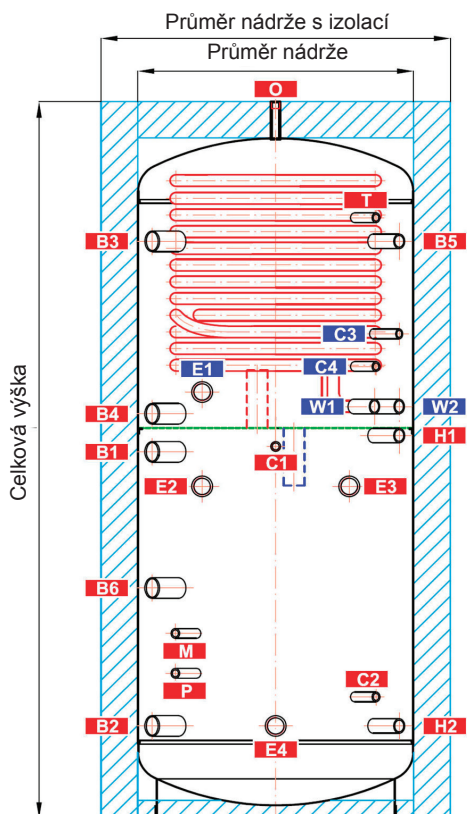 Průměr nádrže s izolací
Průměr nádrže
O
T
B3
B5
C3
E1
C4
B4
W1
W2
H1
B1
C1
E2
E3
B6
M
P
C2
B2
H2
E4
Celková výška